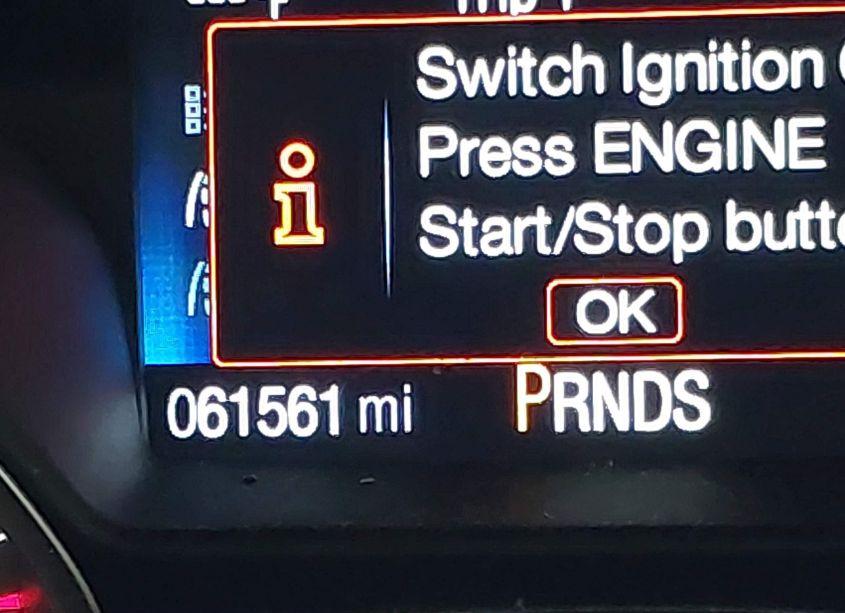 Switch Ignition
Press ENGINE
Start/Stop
OK
061561 mi
PRNDS